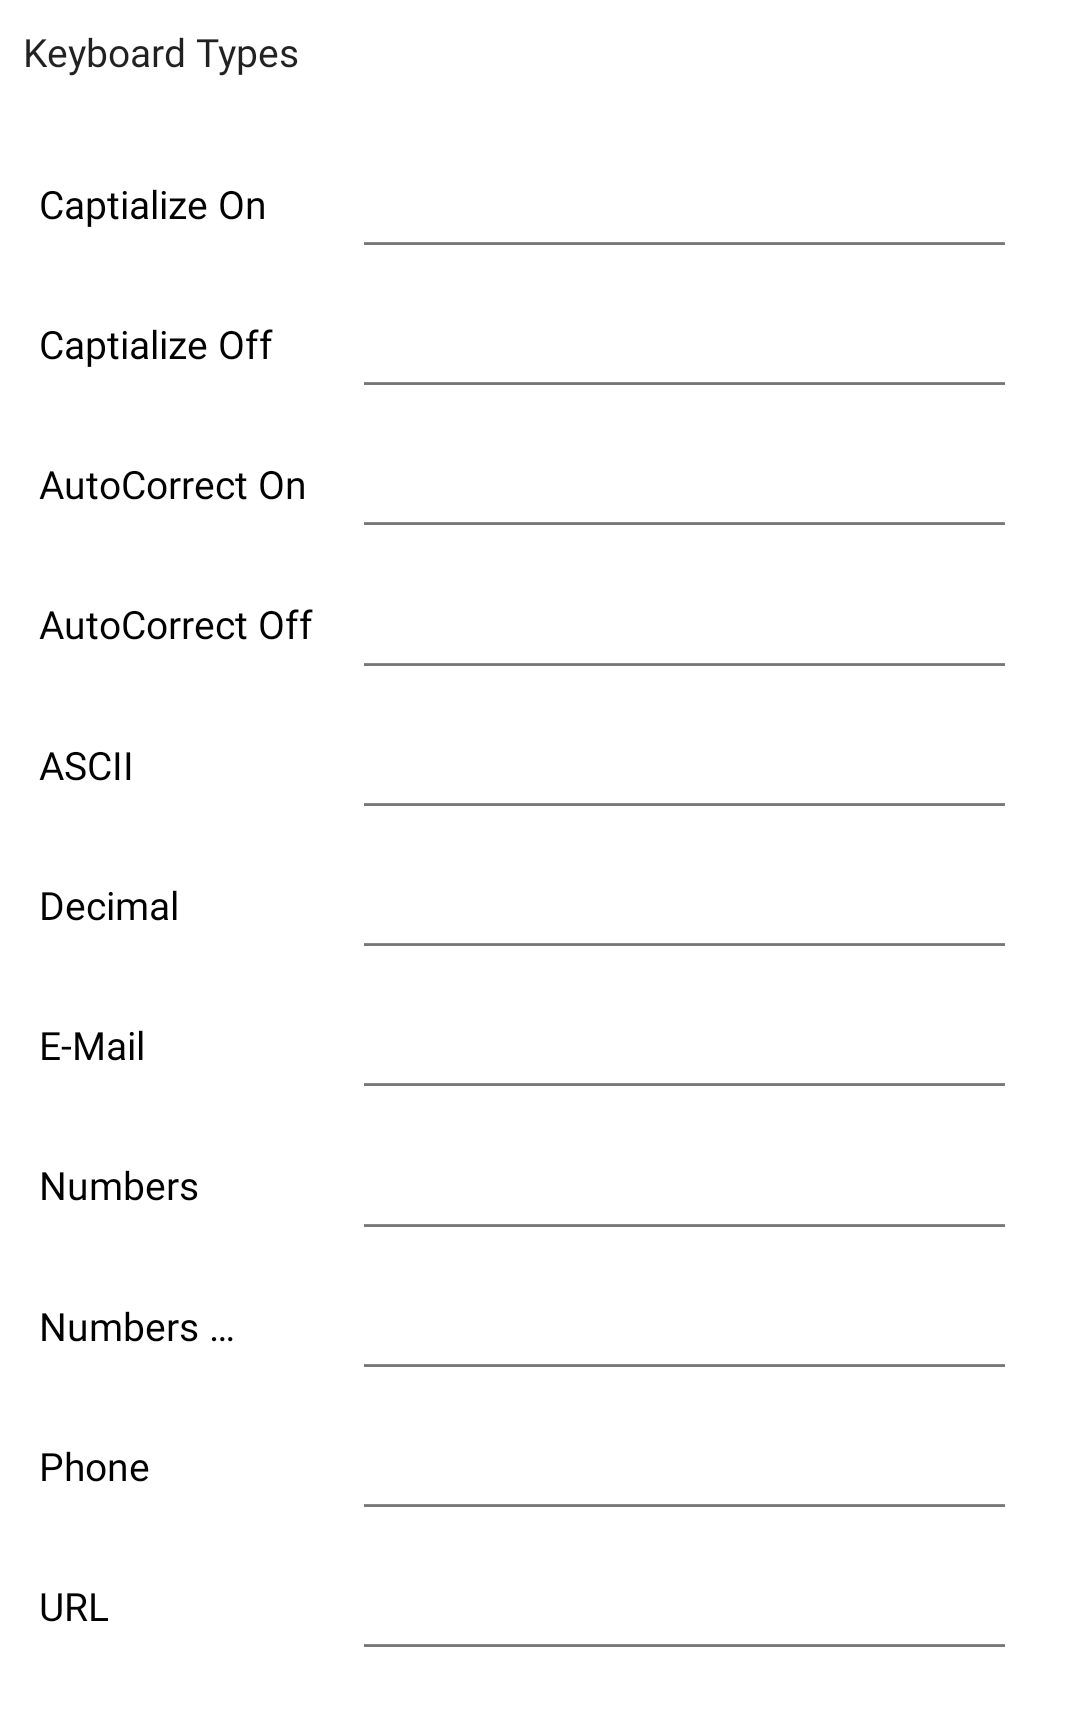 Keyboard Types
Captialize On
Captialize Off
AutoCorrect On
AutoCorrect Off
ASCII
Decimal
E-Mail
Numbers
Numbers ...
Phone
URL